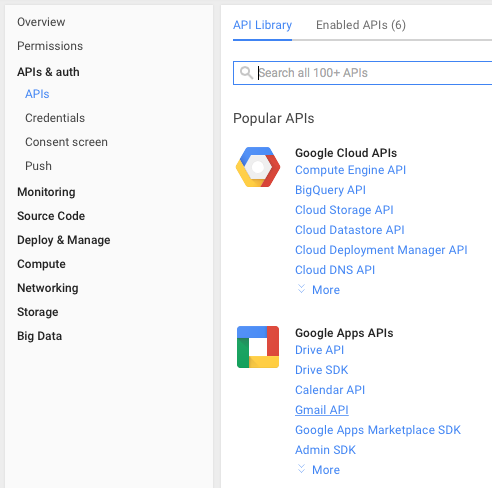 Overview
Permissions
APIs & auth
APIs
Credentials
Consent screen
Push
Monitoring
Source Code
Deploy & Manage
Compute
Networking
Storage
Big Data
API Library
Enabled APIs (6)
Search all 100+ APIs
Popular APIs
Google Cloud APIs
Compute Engine API
BigQuery API
Cloud Storage API
Cloud Datastore API
Cloud Deployment Manager API
Cloud DNS API
More
Google Apps APIs
Drive API
Drive SDK
Calendar API
Gmail API
Google Apps Marketplace SDK
Admin SDK
More